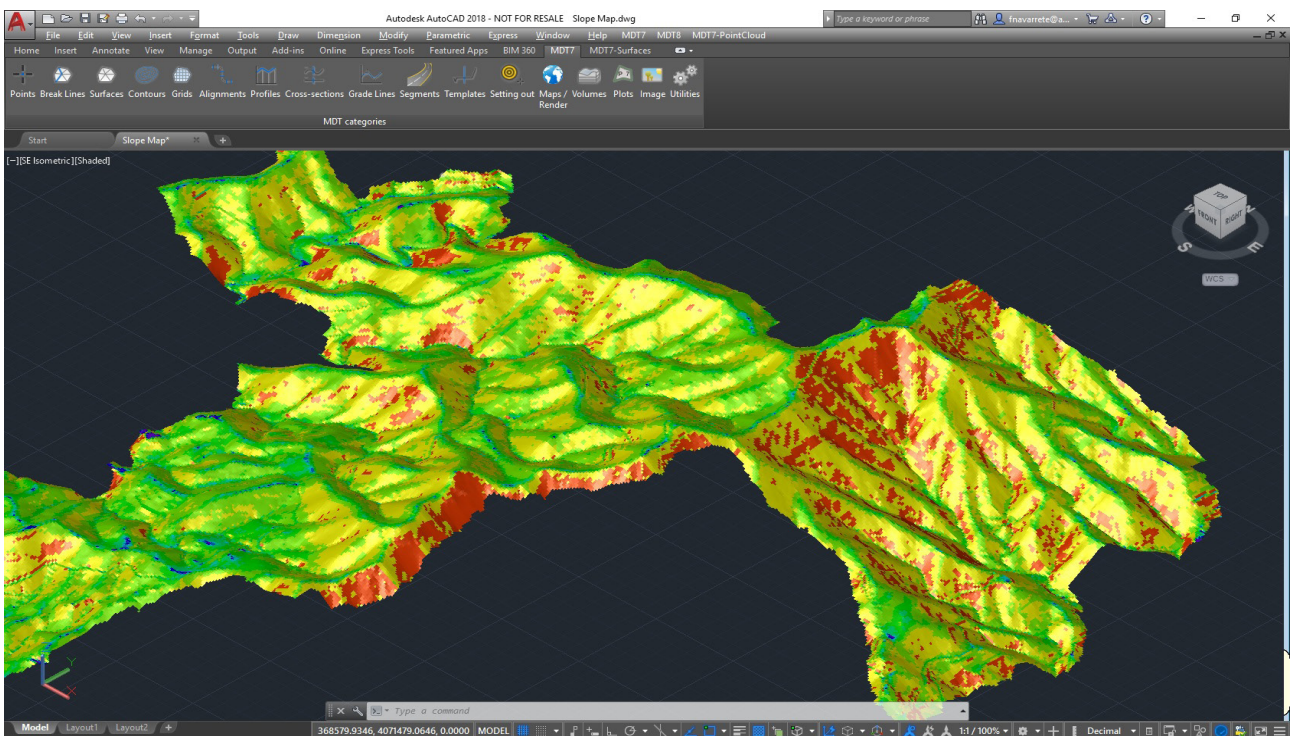 Autodesk AutoCAD 2018 - NOT FOR RESALE Slope Map.dwg
Type a keyword or phrase
fnavarrete@a...
File Edit View Insert Format Tools Draw Dimension Modify Parametric Express Window Help MDT7 MDT8 MDT7-PointCloud
Home Insert Annotate View Manage Output Add-ins Online Express Tools Featured Apps BIM 360 MDT7 MDT7-Surfaces
Points Break Lines Surfaces Contours Grids Alignments Profiles Cross-sections Grade Lines Segments Templates Setting out Maps / Volumes Plots Image Utilities
Render
MDT categories
Start Slope Map*
[−][SE Isometric][Shaded]
TOP
FRONT RIGHT
S E
WCS
Y
X
Type a command
Model Layout1 Layout2 +
368579.9346, 4071479.0646, 0.0000 MODEL 1:1 / 100% Decimal